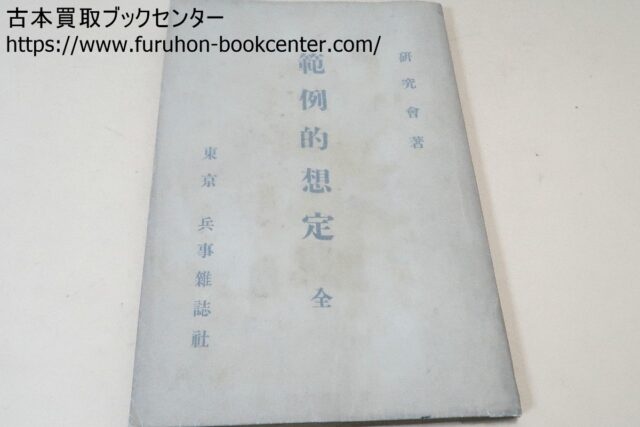 古本買取ブックセンター
https://www.furuhon-bookcenter.com/
研究會著
範例的想定 全
東京 兵事雜誌社